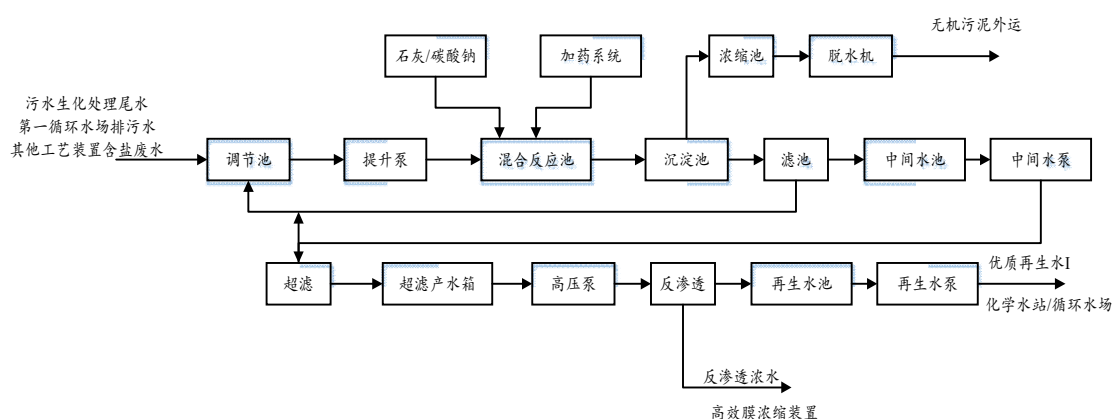 无机污泥外运
石灰/碳酸钠
加药系统
浓缩池
脱水机
污水生化处理尾水
第一循环水场排污水
其他工艺装置含盐废水
调节池
提升泵
混合反应池
沉淀池
滤池
中间水池
中间水泵
超滤
超滤产水箱
高压泵
反渗透
再生水池
再生水泵
优质再生水I
化学水站/循环水场
反渗透浓水
高效膜浓缩装置